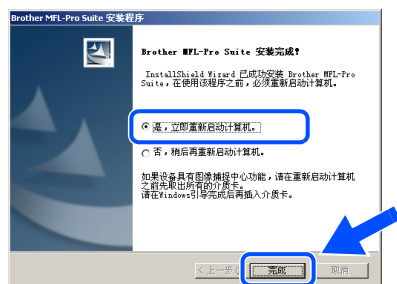 Brother MFL-Pro Suite 安装程序
Brother MFL-Pro Suite 安装完成!
InstallShield Wizard 已成功安装 Brother MFL-Pro
Suite,在使用该程序之前,必须重新启动计算机。
是,立即重新启动计算机。
否,稍后再重新启动计算机。
如果设备具有图像捕捉中心功能,请在重新启动计算机
之前先取出所有的介质卡。
请在Windows引导完成后再插入介质卡。
< 上一步(
完成
取消